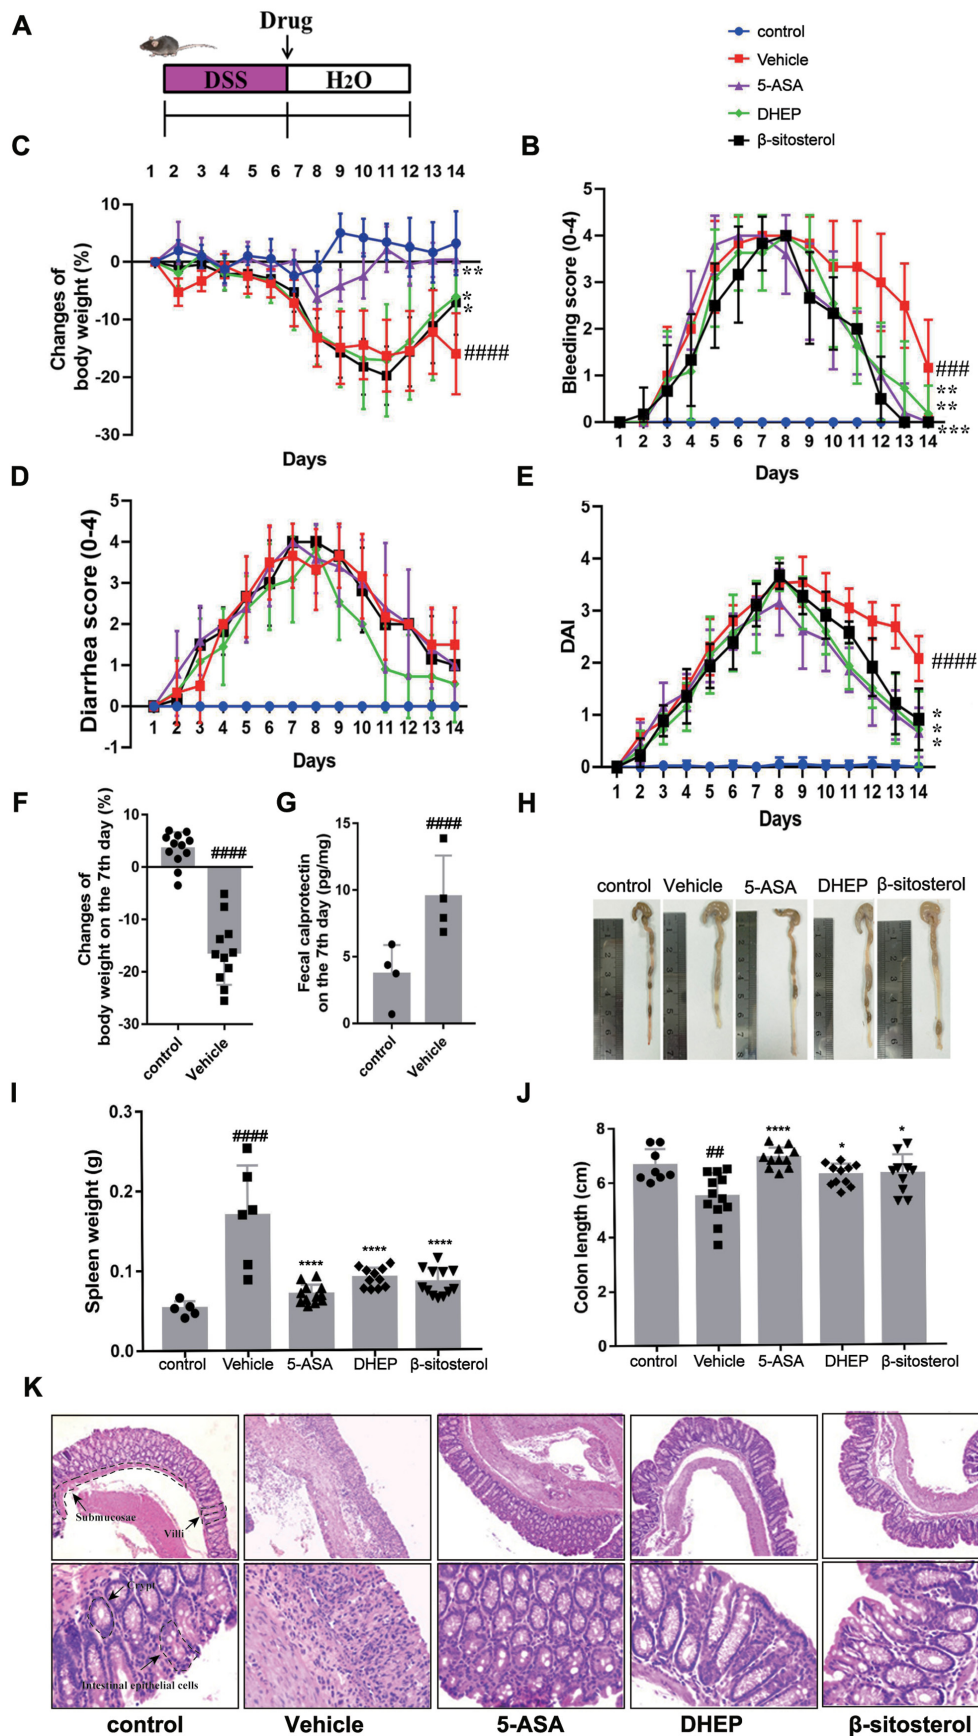 A
Drug
DSS
H2O
control
Vehicle
5-ASA
DHEP
β-sitosterol
C
1 2 3 4 5 6 7 8 9 10 11 12 13 14
Changes of
body weight (%)
10
0
-10
-20
-30
**
*
*
####
Days
B
Bleeding score (0-4)
5
4
3
2
1
0
###
**
**
***
1 2 3 4 5 6 7 8 9 10 11 12 13 14
Days
D
Diarrhea score (0-4)
5
4
3
2
1
0
-1
1 2 3 4 5 6 7 8 9 10 11 12 13 14
Days
E
DAI
5
4
3
2
1
0
####
*
*
*
1 2 3 4 5 6 7 8 9 10 11 12 13 14
Days
F
Changes of
body weight on the 7th day (%)
10
0
-10
-20
-30
####
control
Vehicle
G
Fecal calprotectin
on the 7th day (pg/mg)
15
10
5
0
####
control
Vehicle
H
control Vehicle 5-ASA DHEP β-sitosterol
I
Spleen weight (g)
0.3
0.2
0.1
0.0
####
****
****
****
control Vehicle 5-ASA DHEP β-sitosterol
J
Colon length (cm)
8
6
4
2
0
##
****
*
*
control Vehicle 5-ASA DHEP β-sitosterol
K
Submucosae
Villi
Crypt
Intestinal epithelial cells
control Vehicle 5-ASA DHEP β-sitosterol